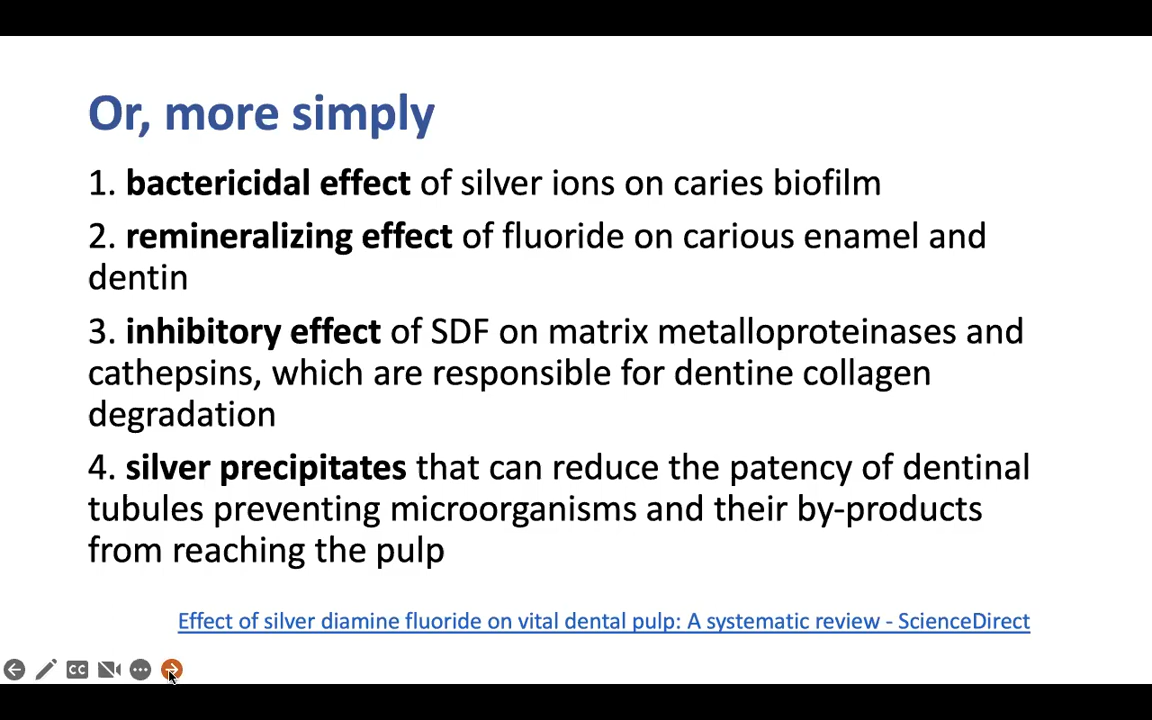 Or, more simply
1. bactericidal effect of silver ions on caries biofilm
2. remineralizing effect of fluoride on carious enamel and
dentin
3. inhibitory effect of SDF on matrix metalloproteinases and
cathepsins, which are responsible for dentine collagen
degradation
4. silver precipitates that can reduce the patency of dentinal
tubules preventing microorganisms and their by-products
from reaching the pulp
Effect of silver diamine fluoride on vital dental pulp: A systematic review - ScienceDirect
CC